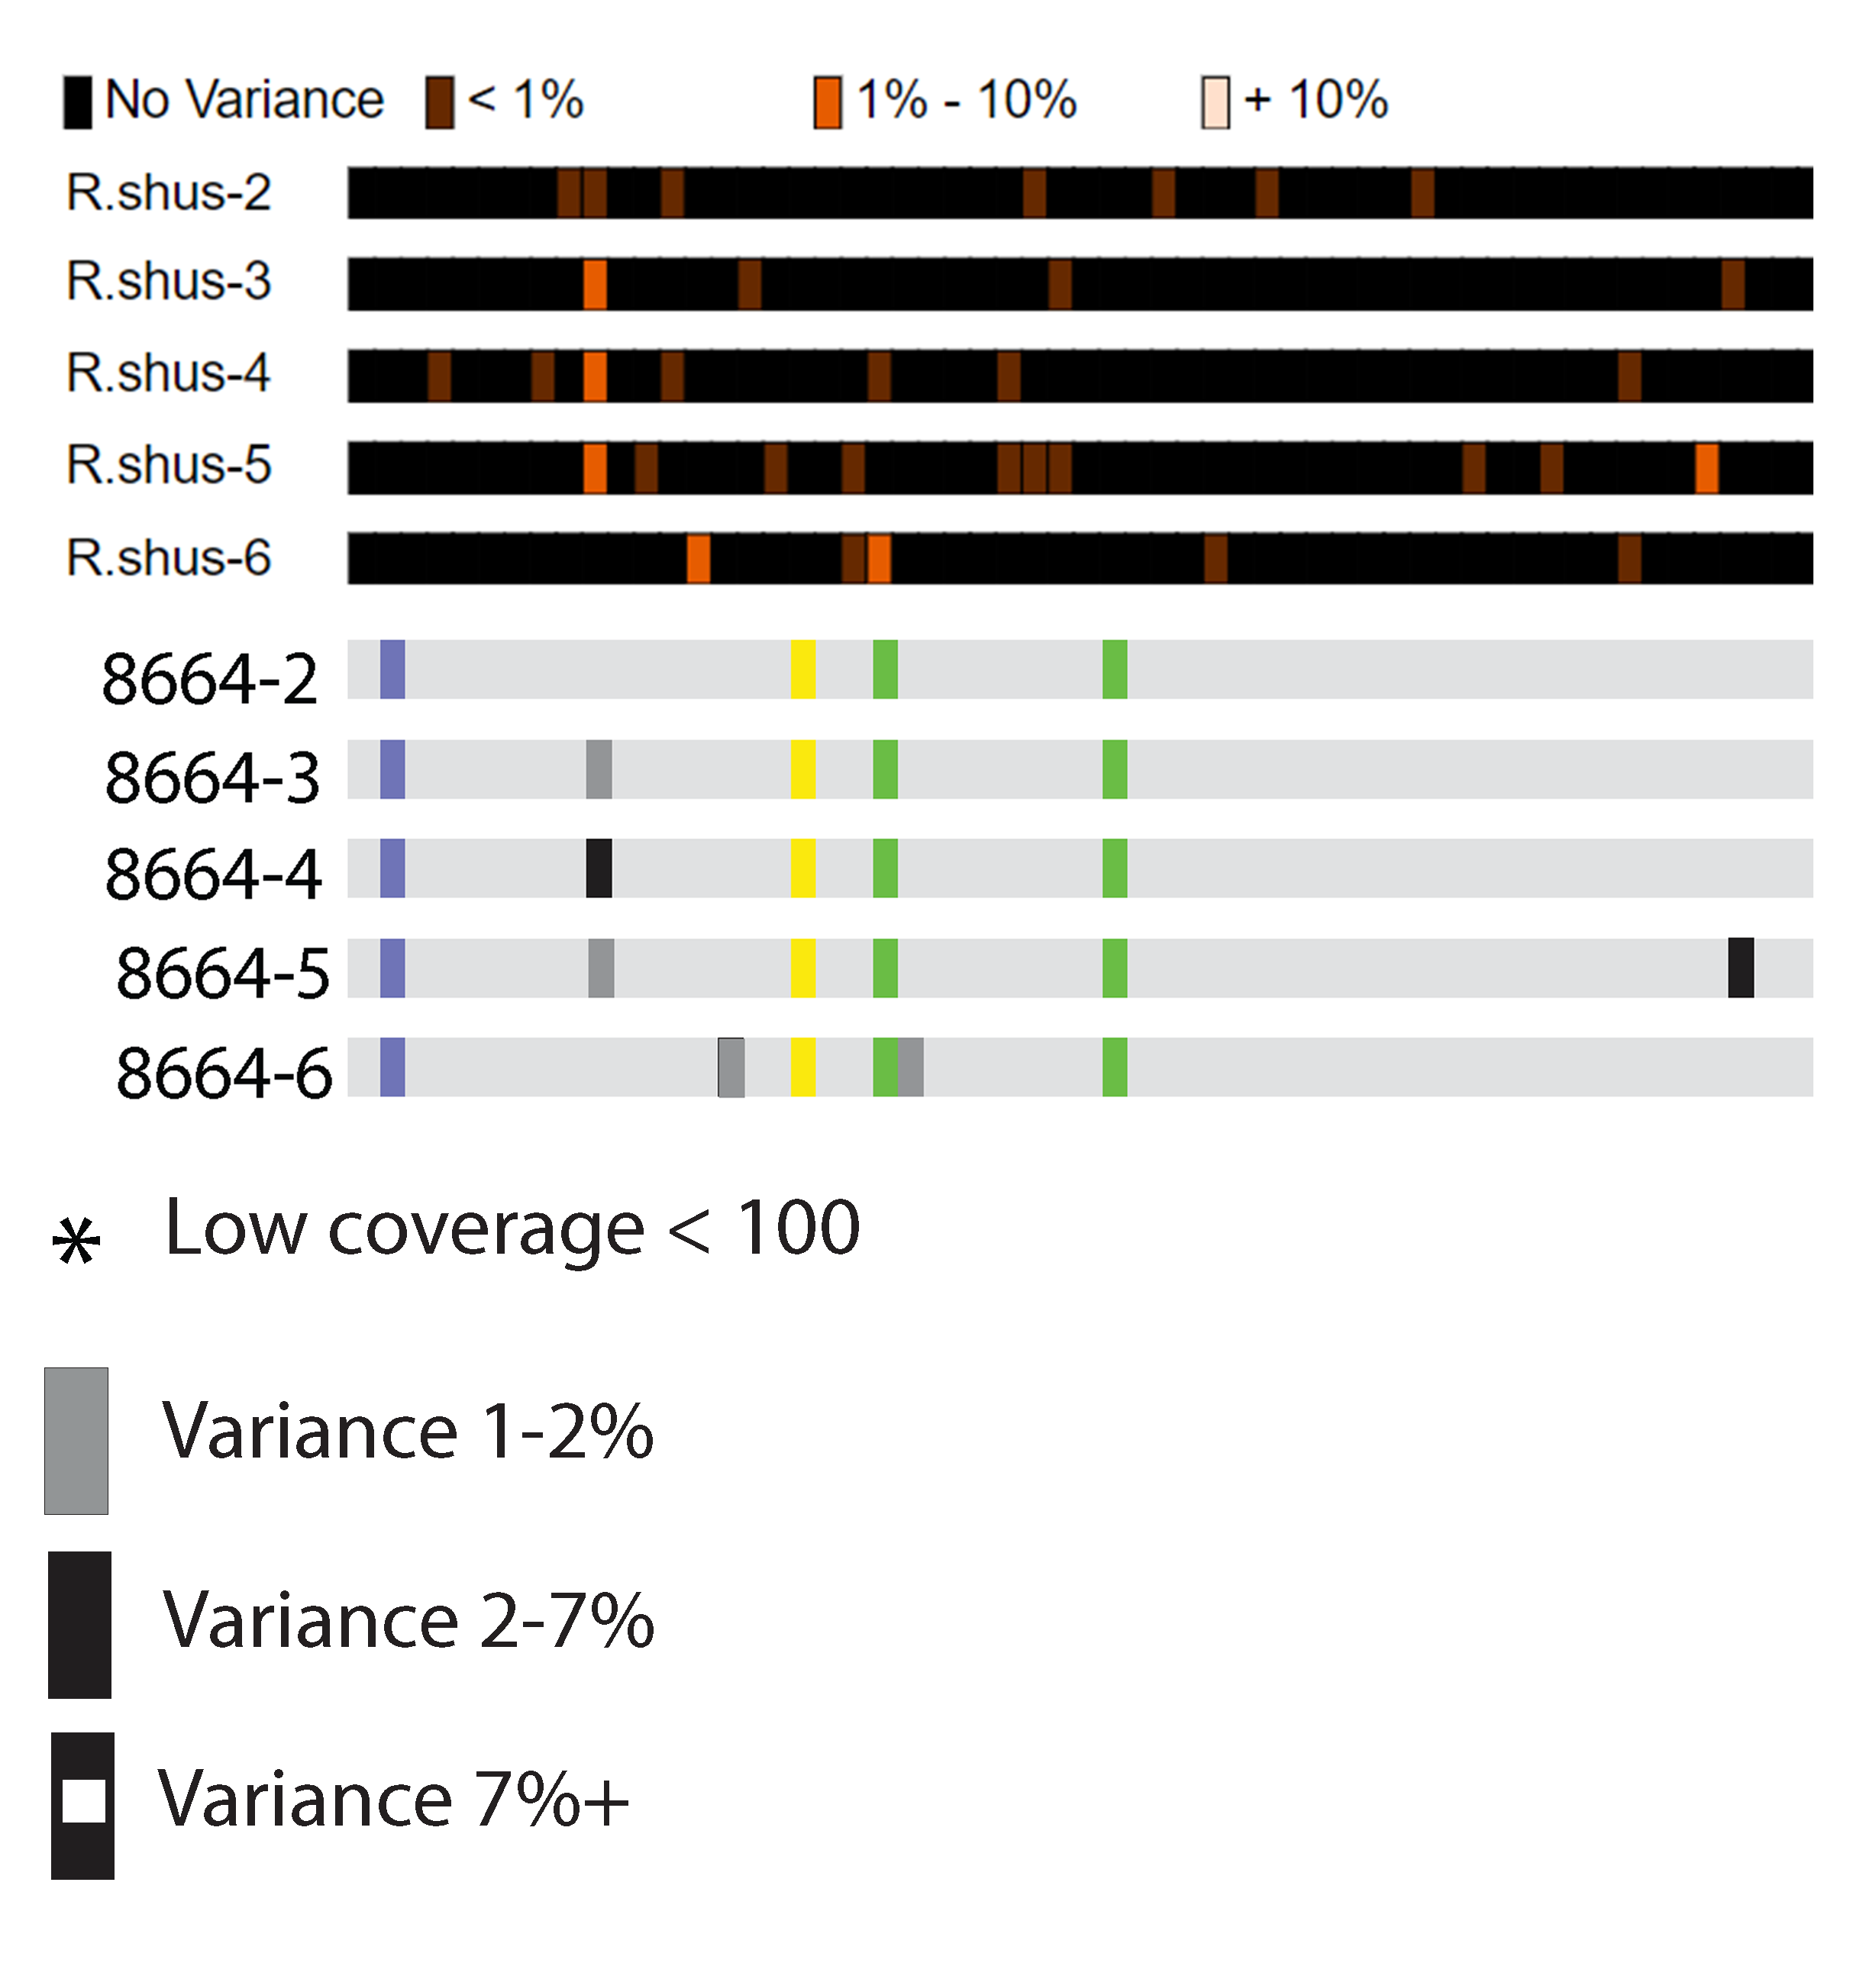 No Variance < 1% 1% - 10% + 10%
R.shus-2
R.shus-3
R.shus-4
R.shus-5
R.shus-6
8664-2
8664-3
8664-4
8664-5
8664-6
* Low coverage < 100
Variance 1-2%
Variance 2-7%
Variance 7%+